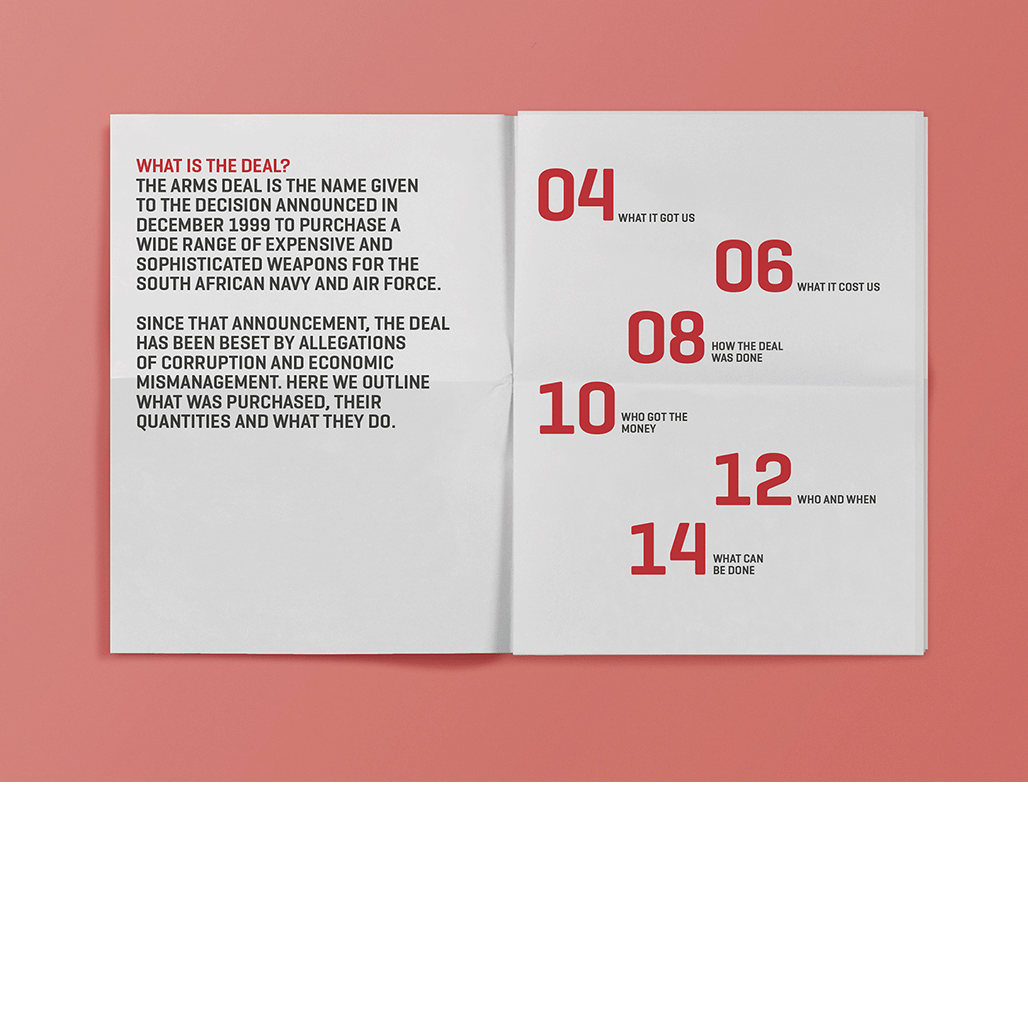 WHAT IS THE DEAL?
THE ARMS DEAL IS THE NAME GIVEN
TO THE DECISION ANNOUNCED IN
DECEMBER 1999 TO PURCHASE A
WIDE RANGE OF EXPENSIVE AND
SOPHISTICATED WEAPONS FOR THE
SOUTH AFRICAN NAVY AND AIR FORCE.
SINCE THAT ANNOUNCEMENT, THE DEAL
HAS BEEN BESET BY ALLEGATIONS
OF CORRUPTION AND ECONOMIC
MISMANAGEMENT. HERE WE OUTLINE
WHAT WAS PURCHASED, THEIR
QUANTITIES AND WHAT THEY DO.
04 WHAT IT GOT US
06 WHAT IT COST US
08 HOW THE DEAL
WAS DONE
10 WHO GOT THE
MONEY
12 WHO AND WHEN
14 WHAT CAN
BE DONE